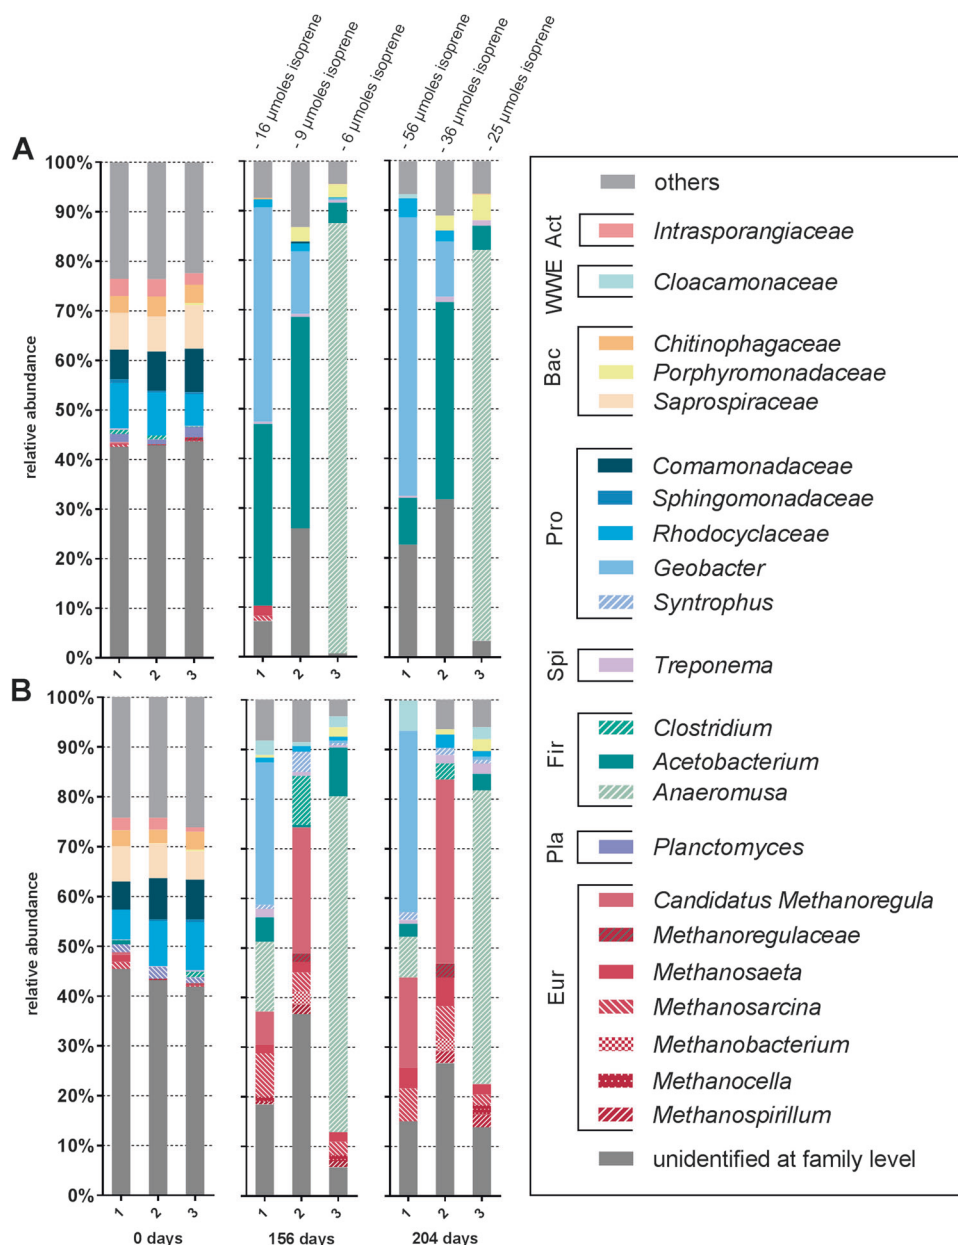 - 16 µmoles isoprene
- 9 µmoles isoprene
- 6 µmoles isoprene
- 56 µmoles isoprene
- 36 µmoles isoprene
- 25 µmoles isoprene
A
relative abundance
100%
90%
80%
70%
60%
50%
40%
30%
20%
10%
0%
1 2 3
1 2 3
1 2 3
B
relative abundance
100%
90%
80%
70%
60%
50%
40%
30%
20%
10%
0%
1 2 3
1 2 3
1 2 3
0 days
156 days
204 days
others
Act
Intrasporangiaceae
WWE
Cloacamonaceae
Bac
Chitinophagaceae
Porphyromonadaceae
Saprospiraceae
Pro
Comamonadaceae
Sphingomonadaceae
Rhodocyclaceae
Geobacter
Syntrophus
Spi
Treponema
Fir
Clostridium
Acetobacterium
Anaeromusa
Pla
Planctomyces
Eur
Candidatus Methanoregula
Methanoregulaceae
Methanosaeta
Methanosarcina
Methanobacterium
Methanocella
Methanospirillum
unidentified at family level